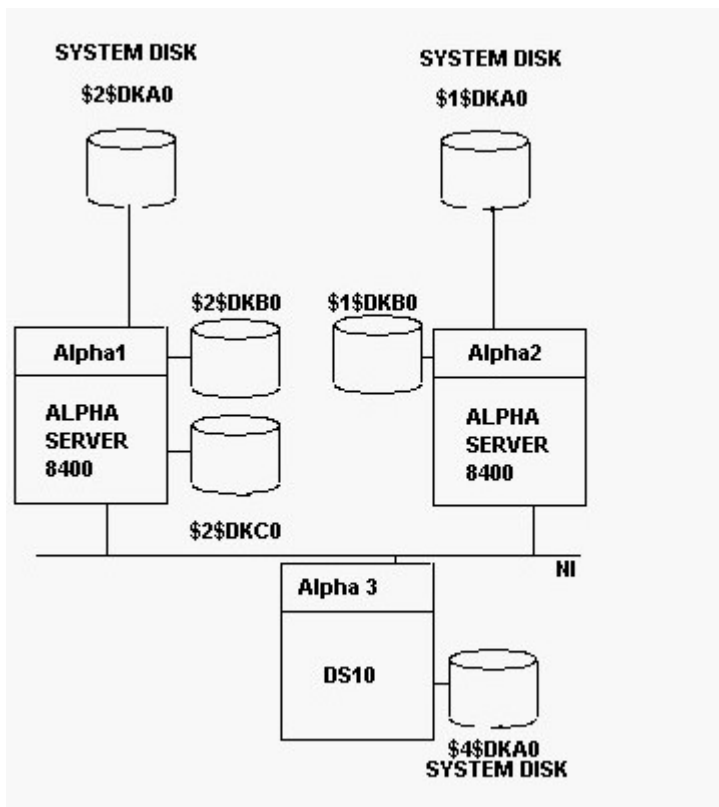 SYSTEM DISK
$2$DKA0
SYSTEM DISK
$1$DKA0
$2$DKB0
$1$DKB0
Alpha1
ALPHA
SERVER
8400
Alpha2
ALPHA
SERVER
8400
$2$DKC0
NI
Alpha 3
DS10
$4$DKA0
SYSTEM DISK